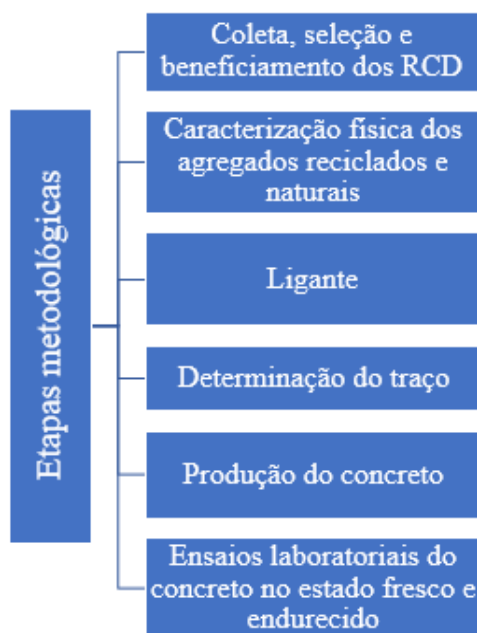 Etapas metodológicas
Coleta, seleção e
beneficiamento dos RCD
Caracterização física dos
agregados reciclados e
naturais
Ligante
Determinação do traço
Produção do concreto
Ensaios laboratoriais do
concreto no estado fresco e
endurecido